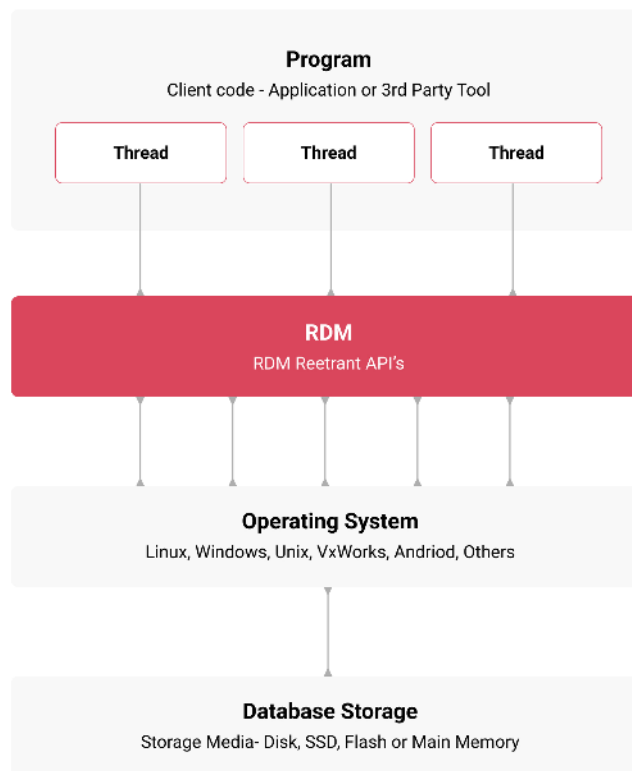 Program
Client code - Application or 3rd Party Tool
Thread Thread Thread
RDM
RDM Reetrant API's
Operating System
Linux, Windows, Unix, VxWorks, Andriod, Others
Database Storage
Storage Media- Disk, SSD, Flash or Main Memory